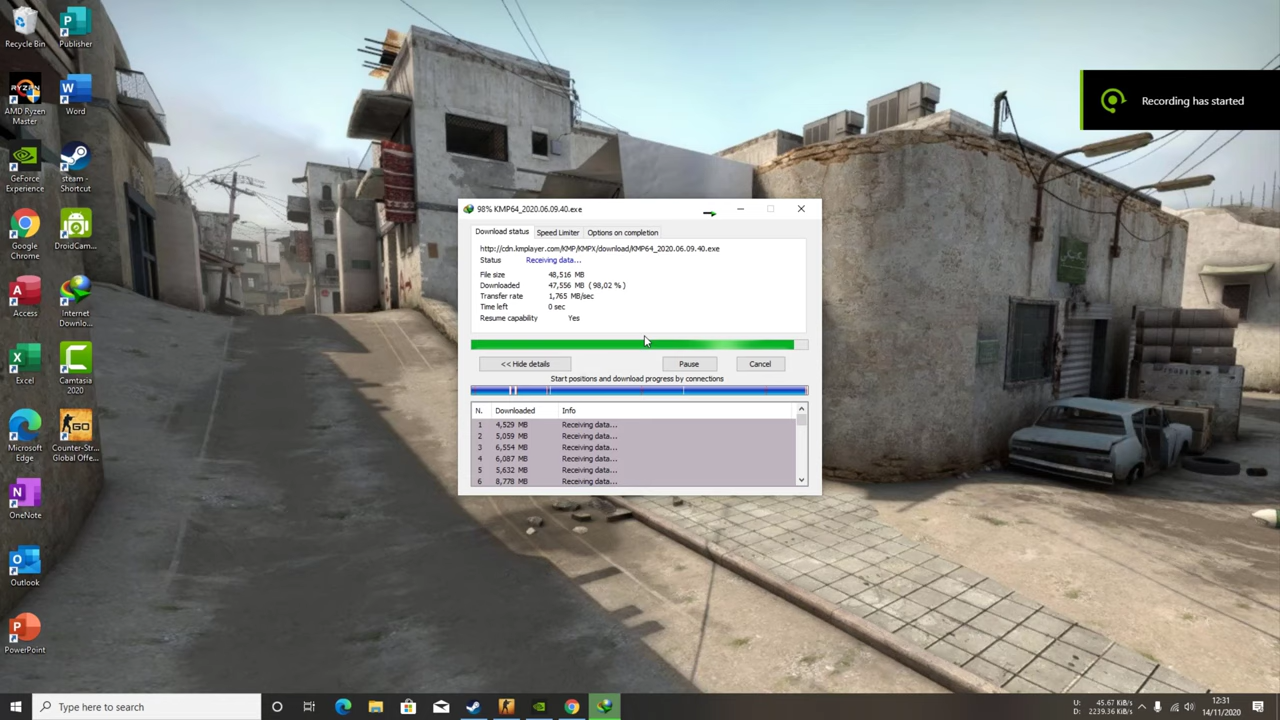 Recycle Bin
Publisher
AMD Ryzen
Master
Word
GeForce
Experience
steam -
Shortcut
Google
Chrome
DroidCam...
Access
Internet
Downlo...
Excel
Camtasia
2020
Microsoft
Edge
Counter-Str...
Global Offe...
OneNote
Outlook
PowerPoint
Recording has started
98% KMP64_2020.06.09.40.exe
Download status
Speed Limiter
Options on completion
http://cdn.kmplayer.com/KMP/KMPX/download/KMP64_2020.06.09.40.exe
Status Receiving data...
File size 48,516 MB
Downloaded 47,556 MB ( 98,02 % )
Transfer rate 1,765 MB/sec
Time left 0 sec
Resume capability Yes
<< Hide details
Pause
Cancel
Start positions and download progress by connections
N. Downloaded Info
1 4,529 MB Receiving data...
2 5,059 MB Receiving data...
3 6,554 MB Receiving data...
4 6,087 MB Receiving data...
5 5,632 MB Receiving data...
6 8,778 MB Receiving data...
Type here to search
U: 45.67 KiB/s
D: 2239.36 KiB/s
12:31
14/11/2020